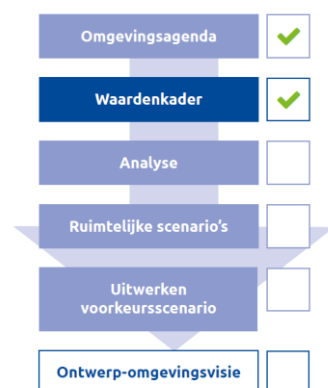 Omgevingsagenda
Waardenkader
Analyse
Ruimtelijke scenario's
Uitwerken
voorkeursscenario
Ontwerp-omgevingsvisie